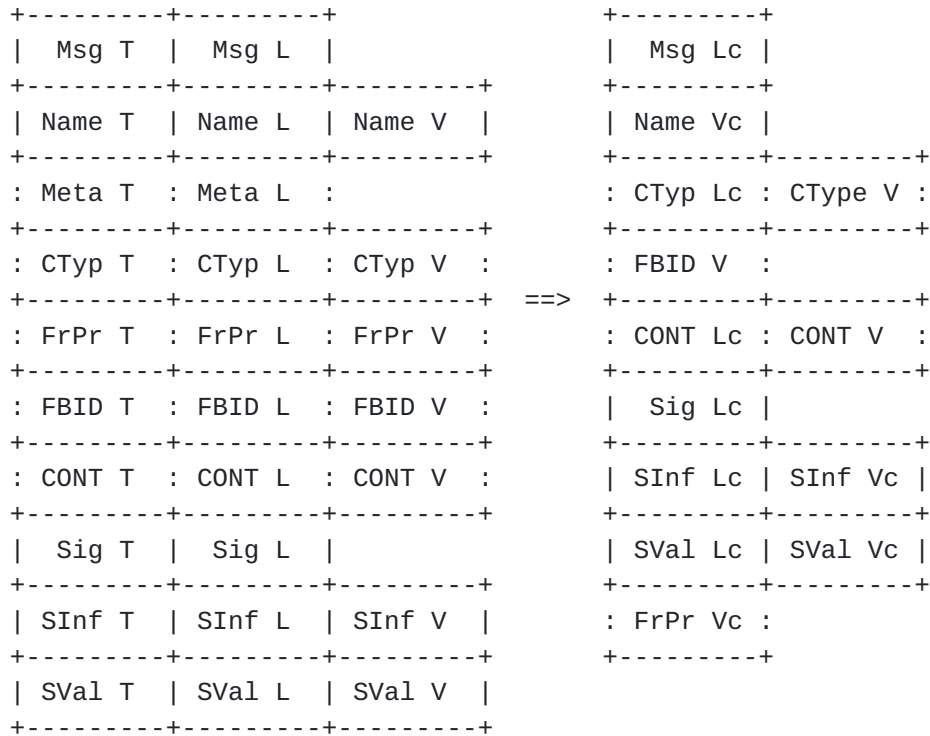 +---------+---------+                 +---------+
|  Msg T  |  Msg L  |                 |  Msg Lc |
+---------+---------+---------+       +---------+
| Name T  | Name L  | Name V  |       | Name Vc |
+---------+---------+---------+       +---------+---------+
: Meta T  : Meta L  :                 : CTyp Lc : CType V :
+---------+---------+---------+       +---------+---------+
: CTyp T  : CTyp L  : CTyp V  :       : FBID V  :
+---------+---------+---------+  ==>  +---------+---------+
: FrPr T  : FrPr L  : FrPr V  :       : CONT Lc : CONT V  :
+---------+---------+---------+       +---------+---------+
: FBID T  : FBID L  : FBID V  :       |  Sig Lc |
+---------+---------+---------+       +---------+---------+
: CONT T  : CONT L  : CONT V  :       | SInf Lc | SInf Vc |
+---------+---------+---------+       +---------+---------+
|  Sig T  |  Sig L  |                 | SVal Lc | SVal Vc |
+---------+---------+---------+       +---------+---------+
| SInf T  | SInf L  | SInf V  |       : FrPr Vc :
+---------+---------+---------+       +---------+
| SVal T  | SVal L  | SVal V  |
+---------+---------+---------+